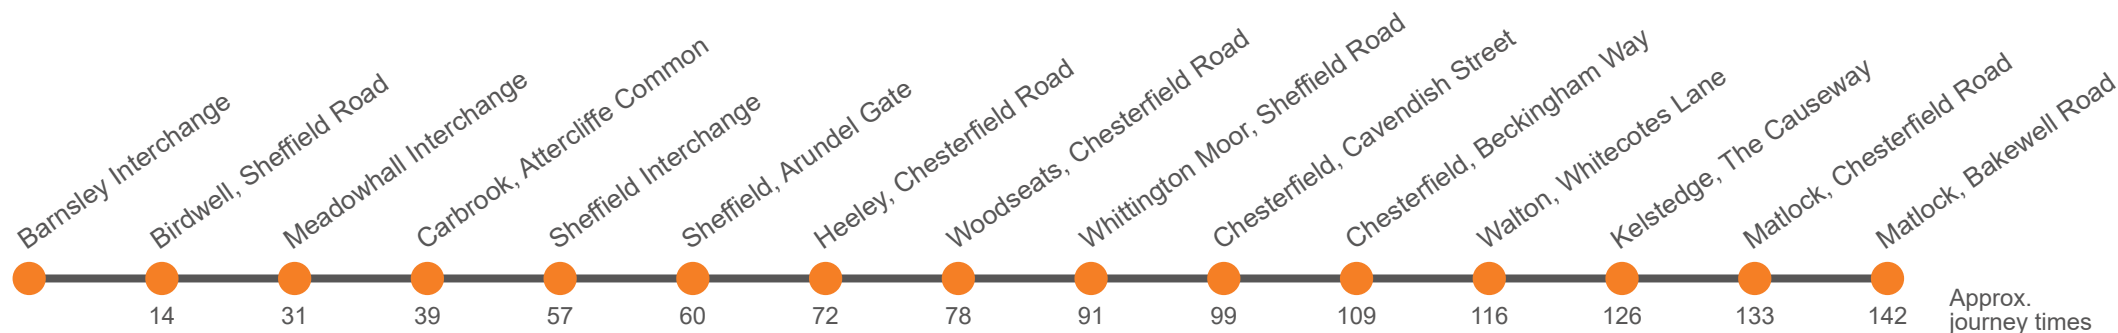 Barnsley Interchange
Birdwell, Sheffield Road
Meadowhall Interchange
Carbrook, Attercliffe Common
Sheffield Interchange
Sheffield, Arundel Gate
Heeley, Chesterfield Road
Woodseats, Chesterfield Road
Whittington Moor, Sheffield Road
Chesterfield, Cavendish Street
Chesterfield, Beckingham Way
Walton, Whitecotes Lane
Kelstedge, The Causeway
Matlock, Chesterfield Road
Matlock, Bakewell Road
14 31 39 57 60 72 78 91 99 109 116 126 133 142
Approx.
journey times